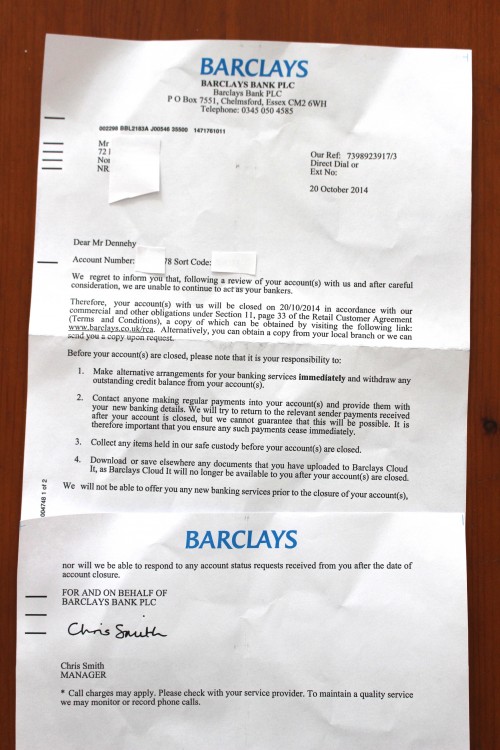 BARCLAYS
BARCLAYS BANK PLC
Barclays Bank PLC
P O Box 7551, Chelmsford, Essex CM2 6WH
Telephone: 0345 050 4585
002296 BBL2183A J00546 35500 1471761011
Mr
72
NR
Our Ref: 7398923917/3
Direct Dial or
Ext No:
20 October 2014
Dear Mr Dennehy
Account Number: 78 Sort Code:
We regret to inform you that, following a review of your account(s) with us and after careful
consideration, we are unable to continue to act as your bankers.
Therefore, your account(s) with us will be closed on 20/10/2014 in accordance with our
commercial and other obligations under Section 11, page 33 of the Retail Customer Agreement
(Terms and Conditions), a copy of which can be obtained by visiting the following link:
www.barclays.co.uk/rca. Alternatively, you can obtain a copy from your local branch or we can
send you a copy upon request.
Before your account(s) are closed, please note that it is your responsibility to:
1. Make alternative arrangements for your banking services immediately and withdraw any
outstanding credit balance from your account(s).
2. Contact anyone making regular payments into your account(s) and provide them with
your new banking details. We will try to return to the relevant sender payments received
after your account is closed, but we cannot guarantee that this will be possible. It is
therefore important that you ensure any such payments cease immediately.
3. Collect any items held in our safe custody before your account(s) are closed.
4. Download or save elsewhere any documents that you have uploaded to Barclays Cloud
It, as Barclays Cloud It will no longer be available to you after your account(s) are closed.
We will not be able to offer you any new banking services prior to the closure of your account(s),
004748 1 of 2
BARCLAYS
nor will we be able to respond to any account status requests received from you after the date of
account closure.
FOR AND ON BEHALF OF
BARCLAYS BANK PLC
Chris Smith
Chris Smith
MANAGER
* Call charges may apply. Please check with your service provider. To maintain a quality service
we may monitor or record phone calls.